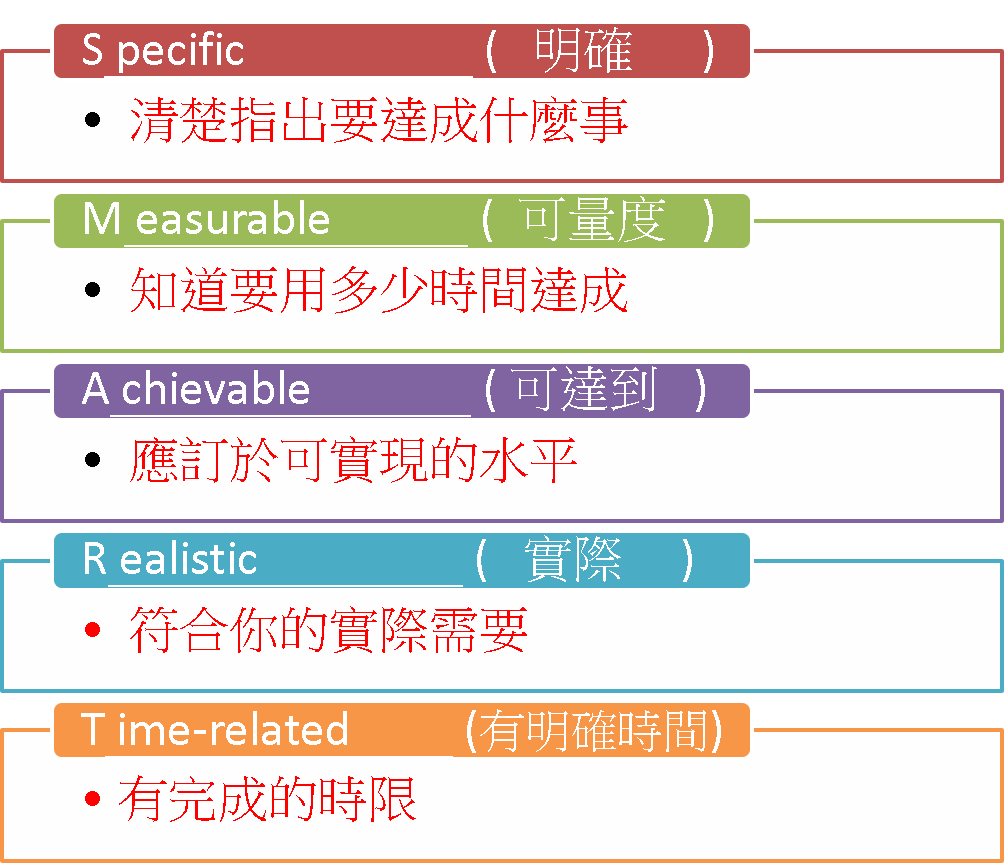 S pecific ( 明確 )
• 清楚指出要達成什麼事
M easurable ( 可量度 )
• 知道要用多少時間達成
A chievable ( 可達到 )
• 應訂於可實現的水平
R ealistic ( 實際 )
• 符合你的實際需要
T ime-related (有明確時間)
• 有完成的時限